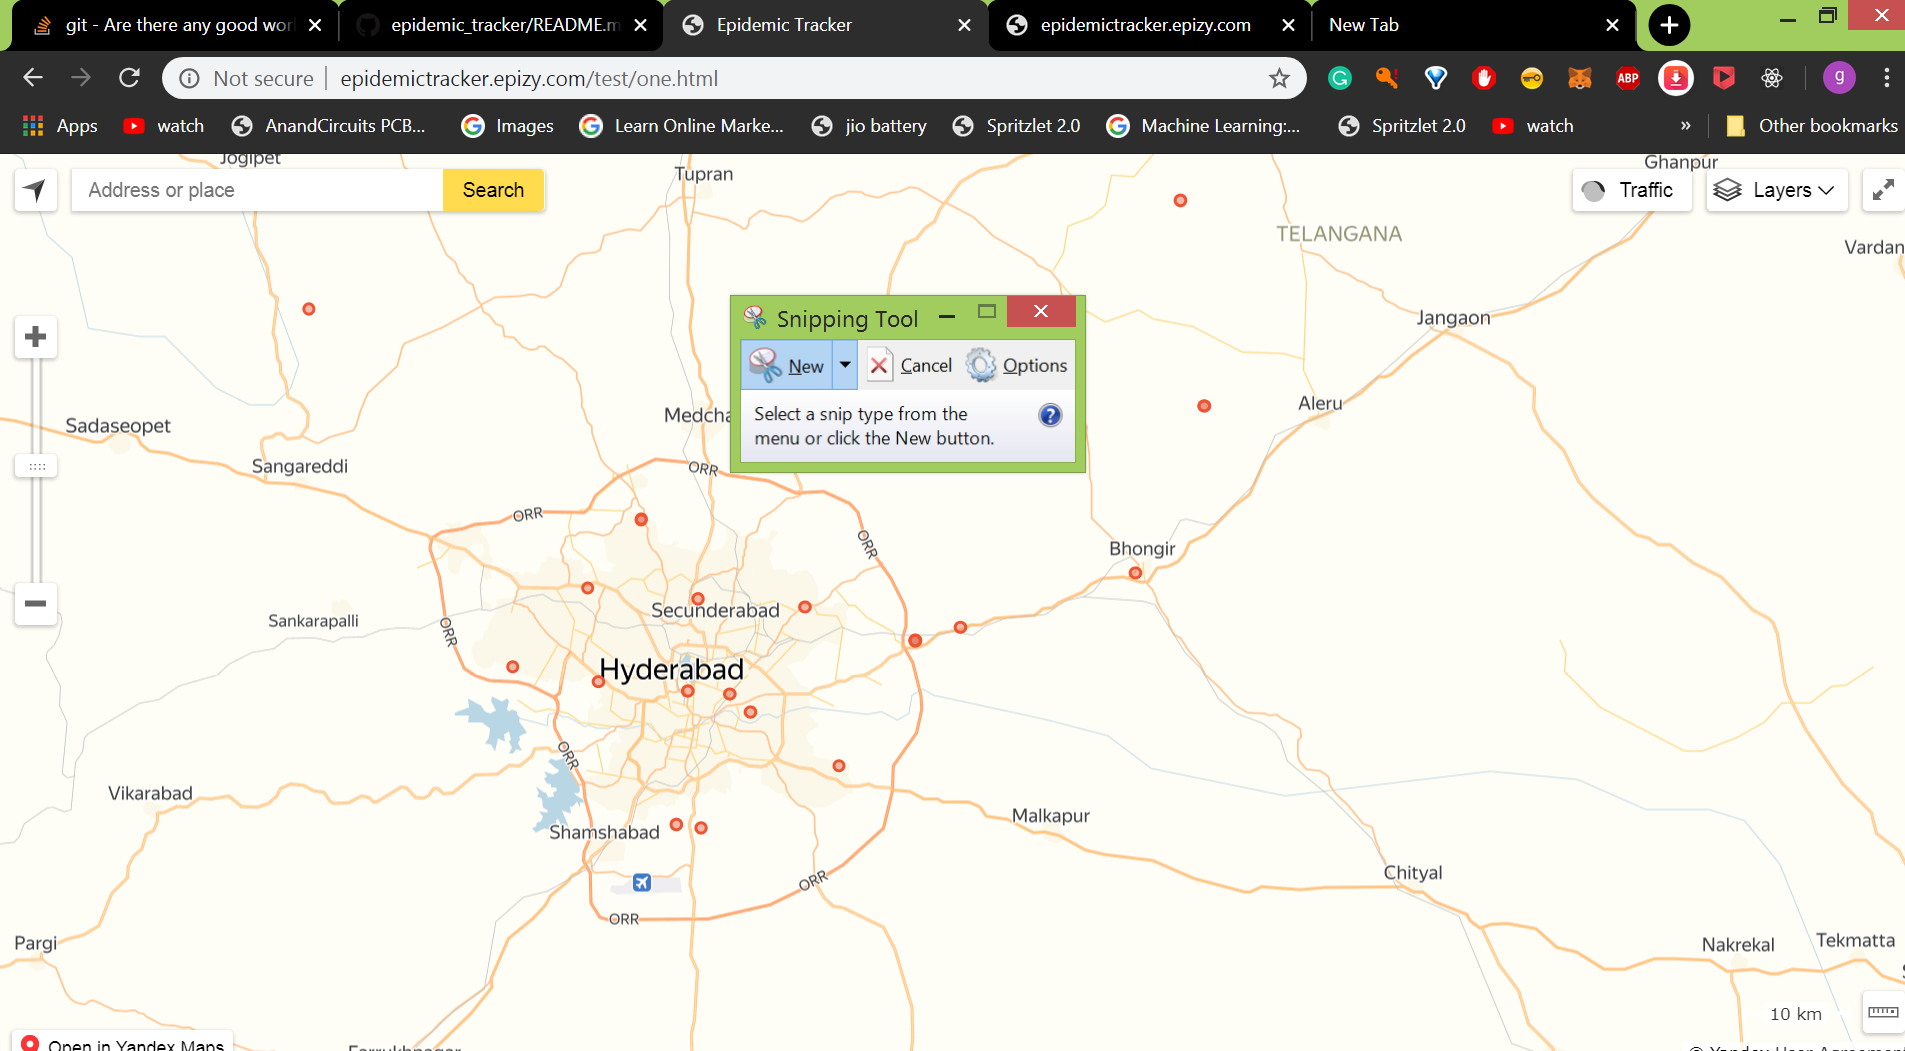 git - Are there any good wor
epidemic_tracker/README.m
Epidemic Tracker
epidemictracker.epizy.com
New Tab
Not secure
epidemictracker.epizy.com/test/one.html
ABP
g
Apps
watch
AnandCircuits PCB...
Images
Learn Online Marke...
jio battery
Spritzlet 2.0
Machine Learning:...
Spritzlet 2.0
watch
»
Other bookmarks
Jogipet
Tupran
Ghanpur
Address or place
Search
Traffic
Layers
TELANGANA
Vardan
Snipping Tool
New
Cancel
Options
Select a snip type from the
menu or click the New button.
Jangaon
Aleru
Medcha
Sadaseopet
Sangareddi
ORR
ORR
ORR
Bhongir
Secunderabad
Sankarapalli
ORR
Hyderabad
ORR
Vikarabad
Malkapur
Shamshabad
Chityal
ORR
ORR
Pargi
Nakrekal
Tekmatta
10 km
Open in Yandex Maps
Farrukhnagar
© Yandex User Agreement